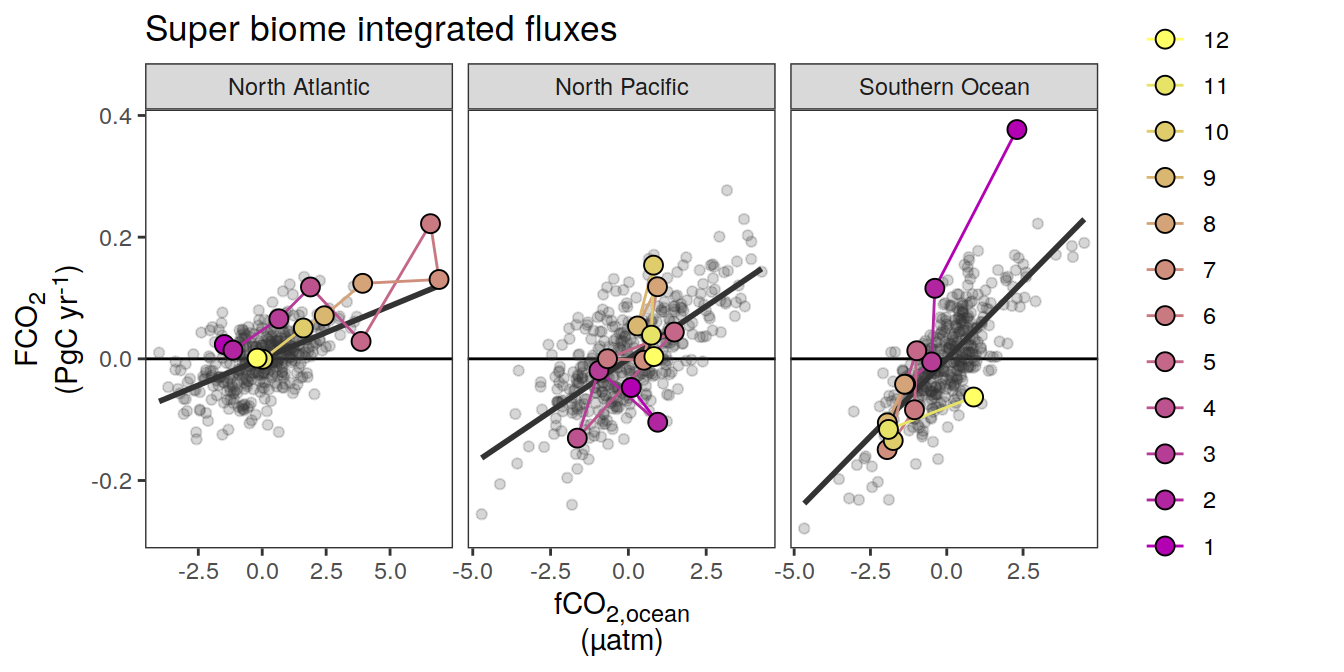 Super biome integrated fluxes
North Atlantic
North Pacific
Southern Ocean
FCO₂
(PgC yr⁻¹)
0.4
0.2
0.0
-0.2
-2.5 0.0 2.5 5.0
-5.0 -2.5 0.0 2.5
-5.0 -2.5 0.0 2.5
fCO₂,ocean
(µatm)
12
11
10
9
8
7
6
5
4
3
2
1